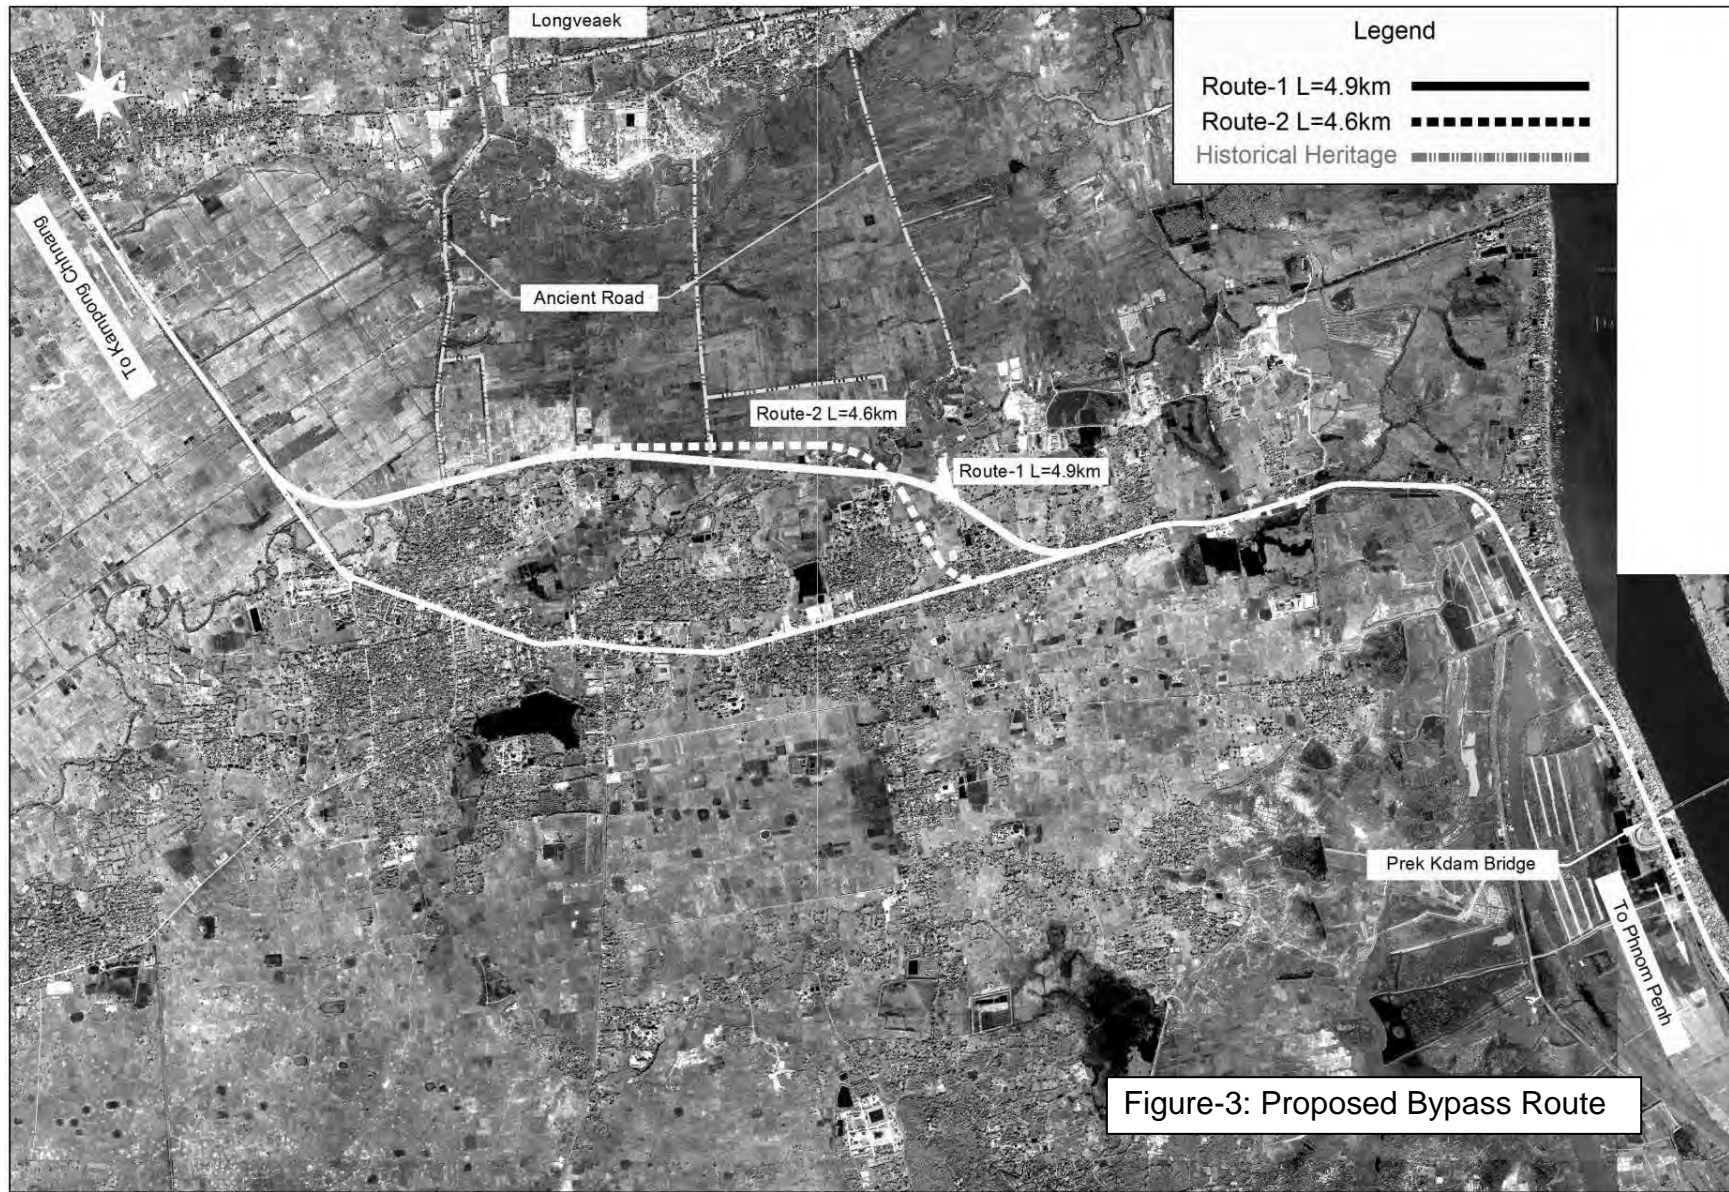 N
Longveaek
Legend
Route-1 L=4.9km
Route-2 L=4.6km
Historical Heritage
To Kampong Chhnang
Ancient Road
Route-2 L=4.6km
Route-1 L=4.9km
Prek Kdam Bridge
To Phnom Penh
Figure-3: Proposed Bypass Route